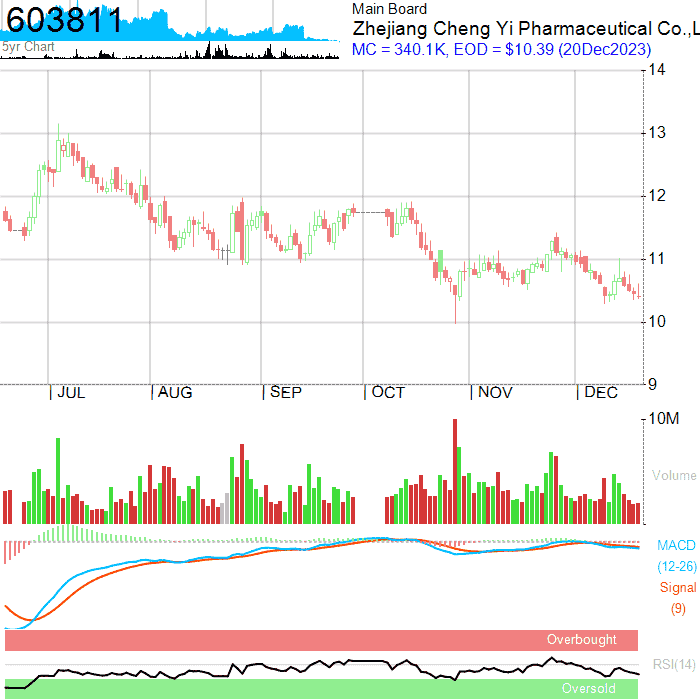 603811
5yr Chart
Main Board
Zhejiang Cheng Yi Pharmaceutical Co.,L
MC = 340.1K, EOD = $10.39 (20Dec2023)
14
13
12
11
10
9
JUL AUG SEP OCT NOV DEC
10M
Volume
MACD
(12-26)
Signal
(9)
Overbought
RSI(14)
Oversold